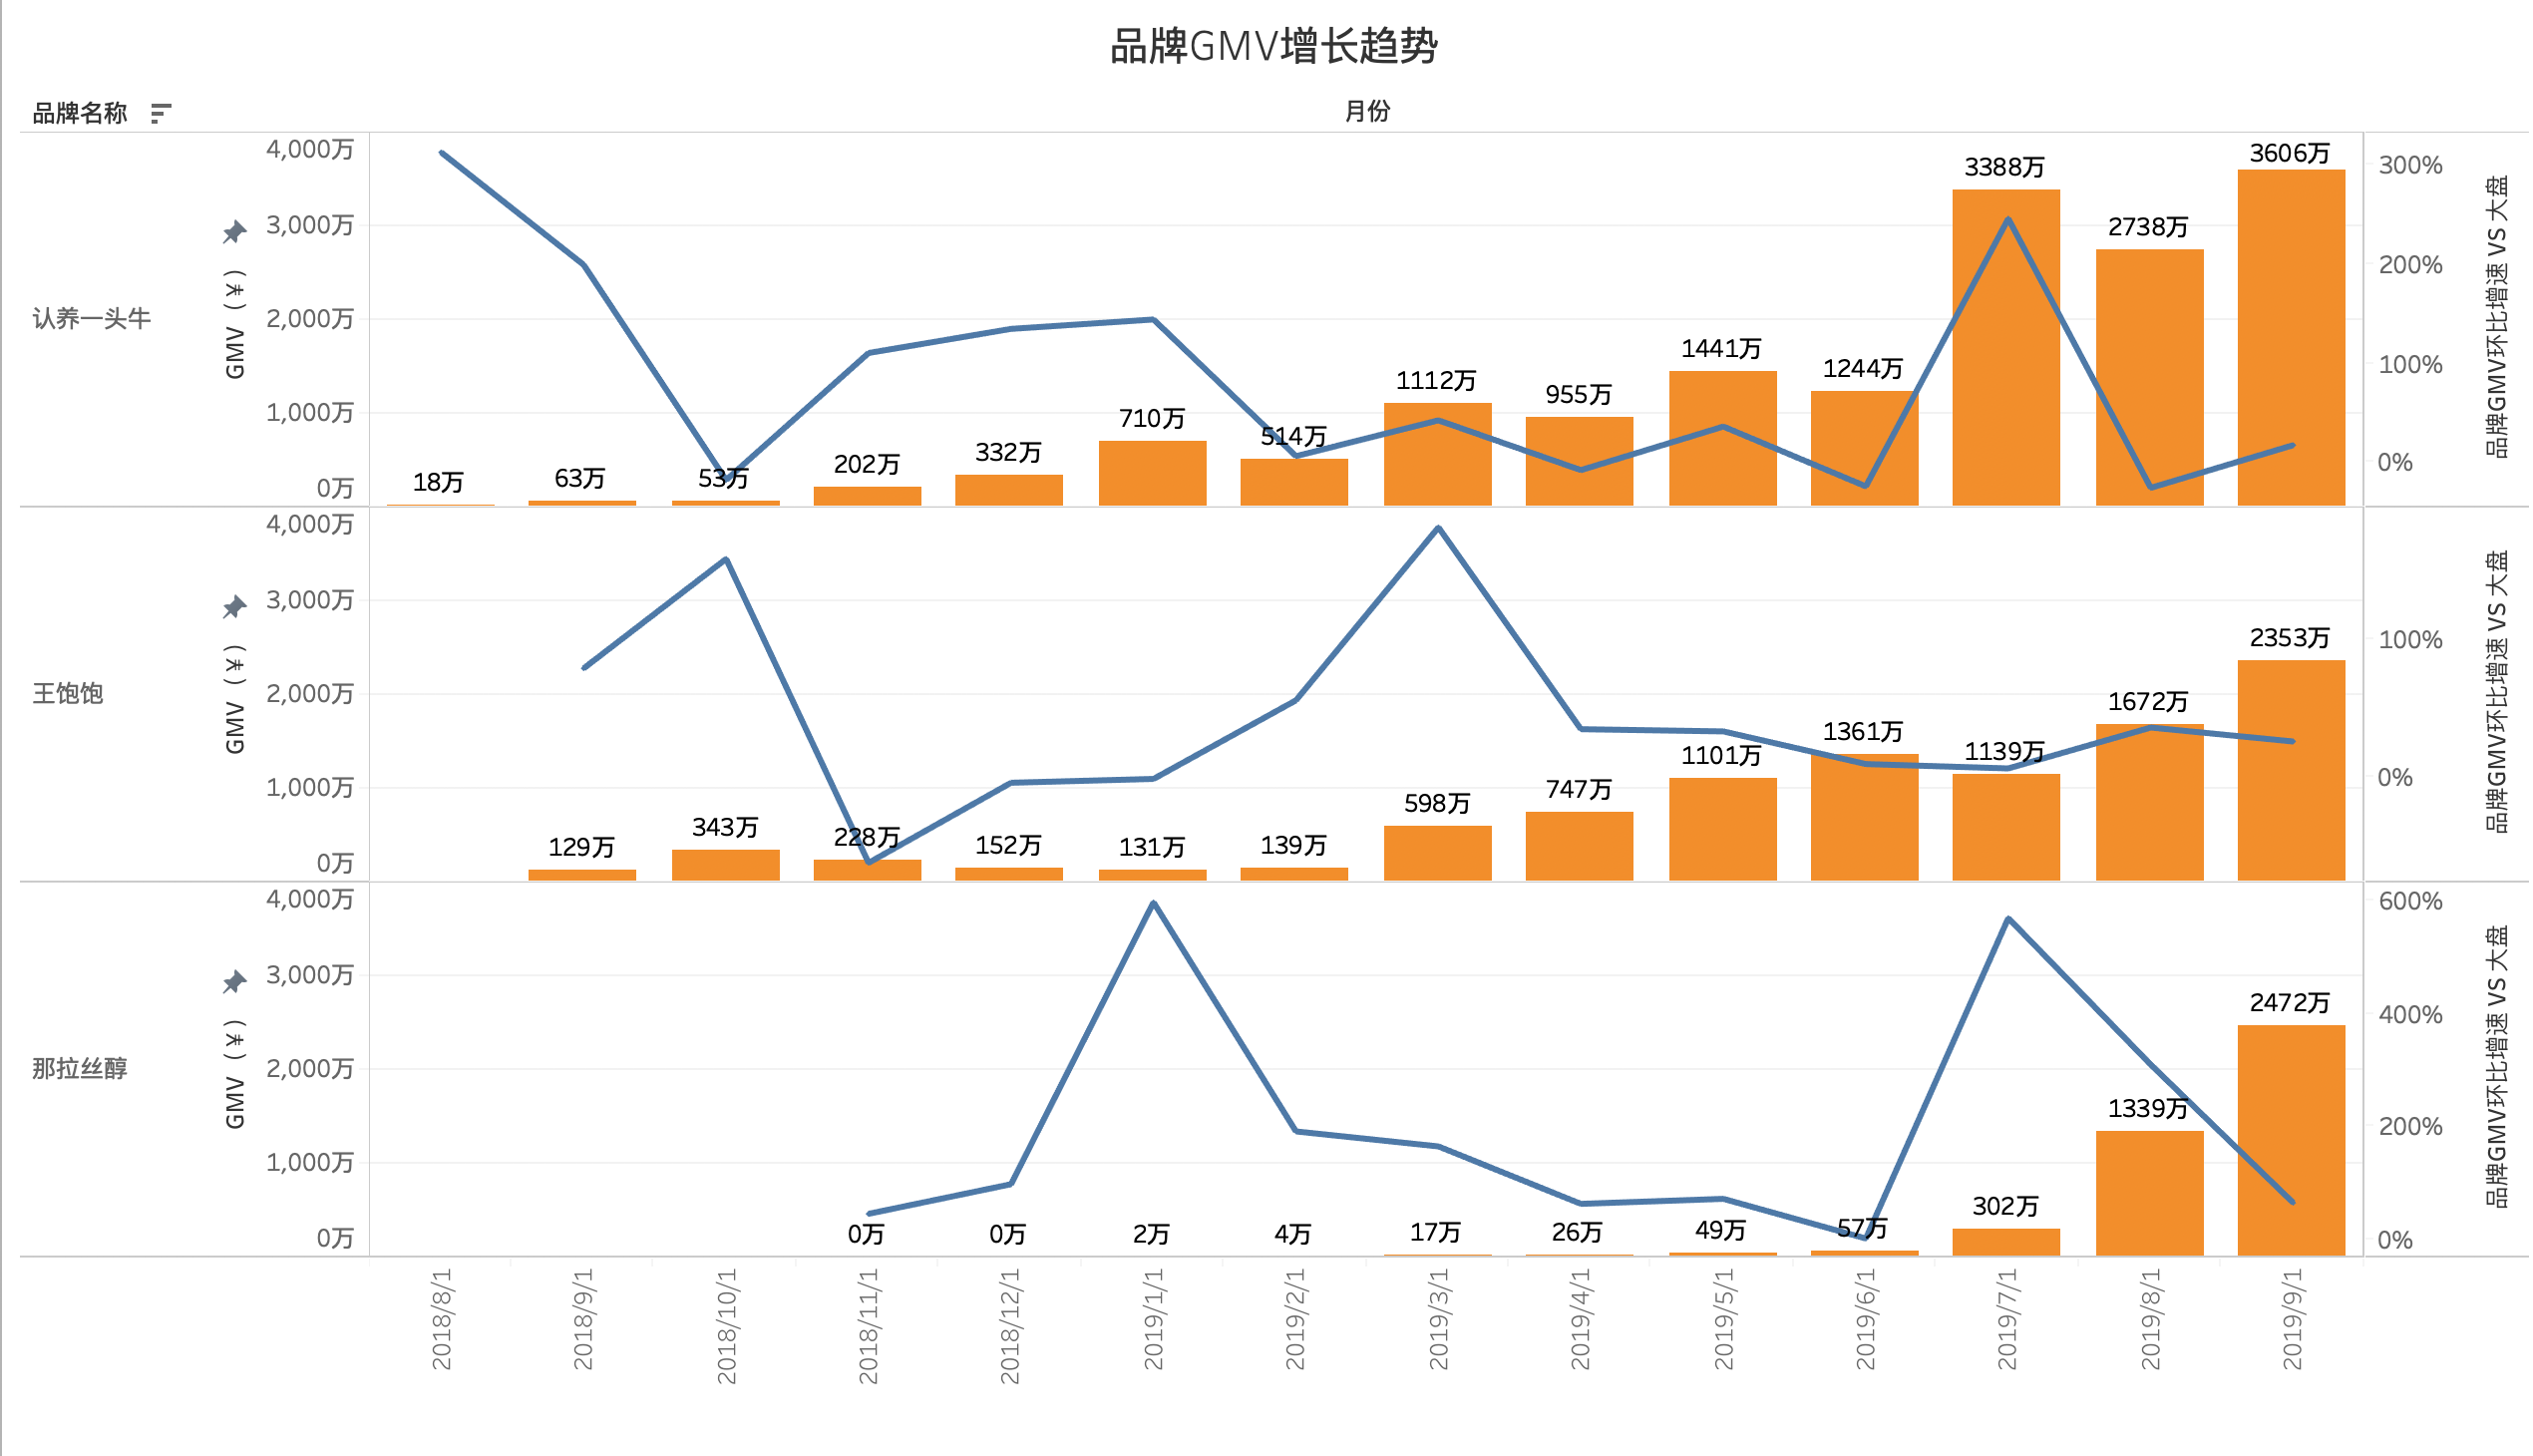 品牌GMV增长趋势
品牌名称
月份
认养一头牛
GMV（¥）
4,000万
3,000万
2,000万
1,000万
0万
18万
63万
53万
202万
332万
710万
514万
1112万
955万
1441万
1244万
3388万
2738万
3606万
300%
200%
100%
0%
品牌GMV环比增速 VS 大盘
王饱饱
GMV（¥）
4,000万
3,000万
2,000万
1,000万
0万
129万
343万
228万
152万
131万
139万
598万
747万
1101万
1361万
1139万
1672万
2353万
100%
0%
品牌GMV环比增速 VS 大盘
那拉丝醇
GMV（¥）
4,000万
3,000万
2,000万
1,000万
0万
0万
0万
2万
4万
17万
26万
49万
57万
302万
1339万
2472万
600%
400%
200%
0%
品牌GMV环比增速 VS 大盘
2018/8/1
2018/9/1
2018/10/1
2018/11/1
2018/12/1
2019/1/1
2019/2/1
2019/3/1
2019/4/1
2019/5/1
2019/6/1
2019/7/1
2019/8/1
2019/9/1